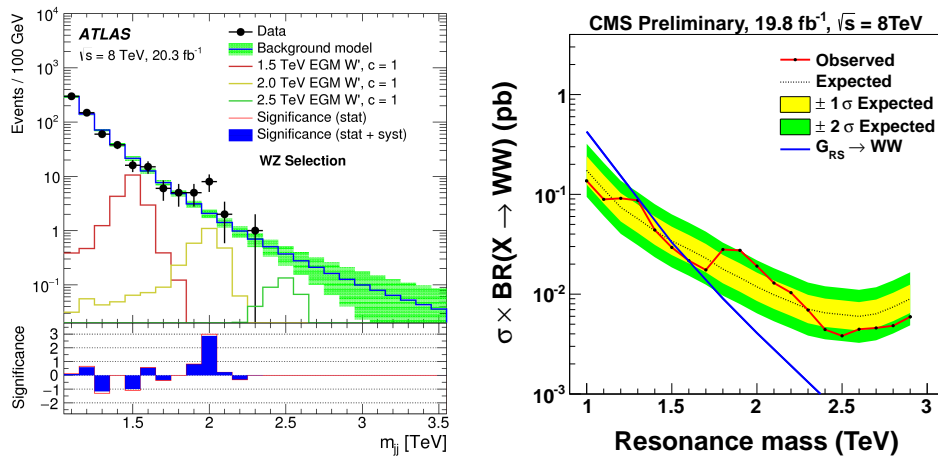 ATLAS
√s = 8 TeV, 20.3 fb⁻¹
Data
Background model
1.5 TeV EGM W', c = 1
2.0 TeV EGM W', c = 1
2.5 TeV EGM W', c = 1
Significance (stat)
Significance (stat + syst)
WZ Selection
Events / 100 GeV
10⁴
10³
10²
10
1
10⁻¹
Significance
3
2
1
0
−1
−2
1.5 2 2.5 3 3.5
m_jj [TeV]
CMS Preliminary, 19.8 fb⁻¹, √s = 8TeV
Observed
Expected
± 1 σ Expected
± 2 σ Expected
G_RS → WW
σ × BR(X → WW) (pb)
1
10⁻¹
10⁻²
10⁻³
1 1.5 2 2.5 3
Resonance mass (TeV)